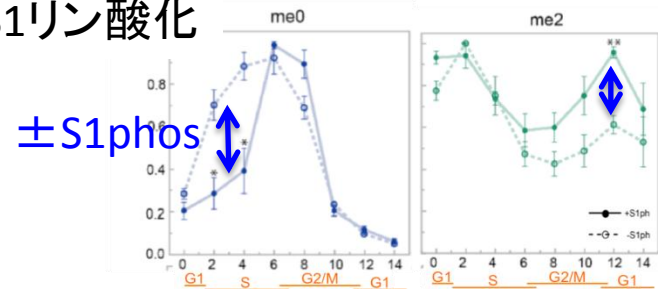 S1リン酸化
me0
me2
±S1phos
0.8
0.6
0.4
0.2
0.0
*
*
**
+S1ph
-S1ph
0 2 4 6 8 10 12 14
0 2 4 6 8 10 12 14
G1 S G2/M G1
G1 S G2/M G1